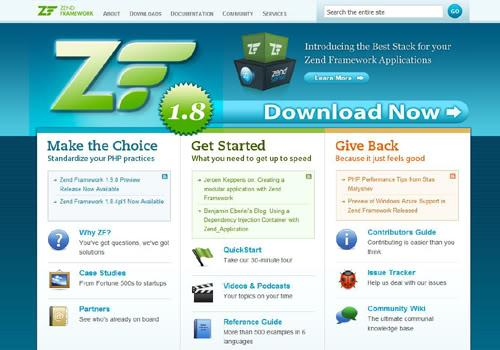 ZF ZEND FRAMEWORK
ABOUT DOWNLOADS DOCUMENTATION COMMUNITY SERVICES
Search the entire site GO
ZF
Introducing the Best Stack for your
Zend Framework Applications
Learn More
1.8
Download Now
Make the Choice
Standardize your PHP practices
Zend Framework 1.5.8 Preview
Release Now Available
Zend Framework 1.8.4pl1 Now Available
Why ZF?
You've got questions, we've got
solutions
Case Studies
From Fortune 500s to startups
Partners
See who's already on board
Get Started
What you need to get up to speed
Jeroen Keppens on: Creating a
modular application with Zend
Framework
Benjamin Eberlei's Blog: Using a
Dependency Injection Container with
Zend_Application
QuickStart
Take our 30-minute tour
Videos & Podcasts
Your topics on your time
Reference Guide
More than 500 examples in 6
languages
Give Back
Because it just feels good
PHP Performance Tips from Stas
Malyshev
Preview of Windows Azure Support in
Zend Framework Released
Contributors Guide
Contributing is easier than you
think
Issue Tracker
Help us deal with our issues
Community Wiki
The ultimate communal
knowledge base